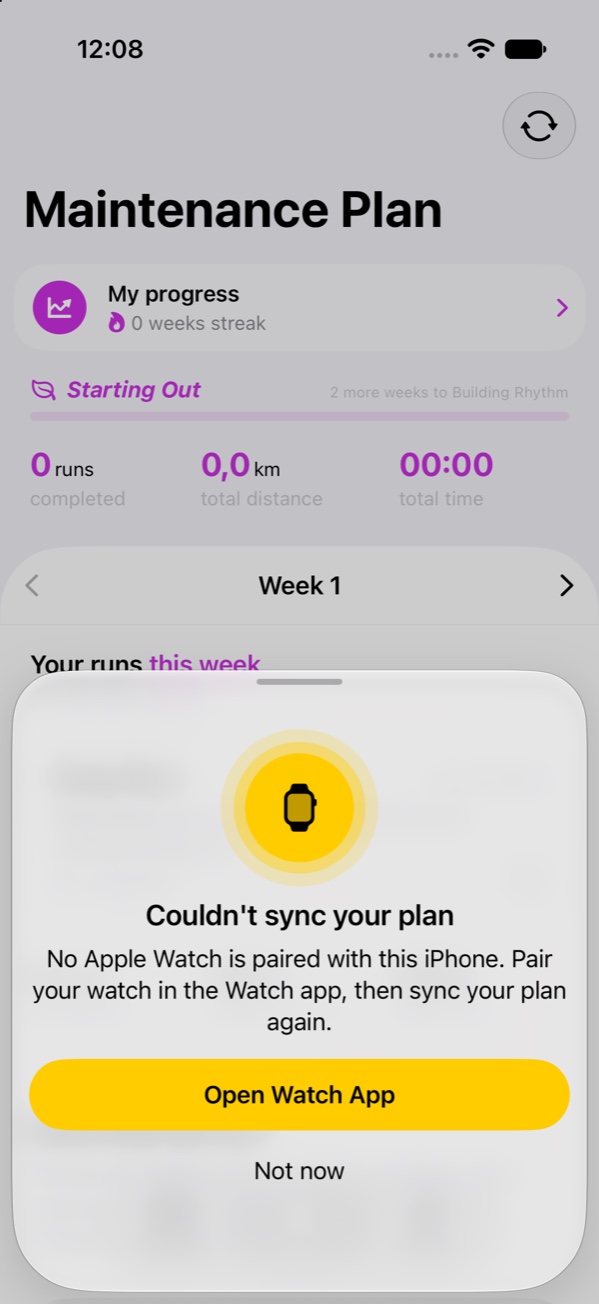 12:08
Maintenance Plan
My progress
0 weeks streak
Starting Out
2 more weeks to Building Rhythm
0 runs
completed
0,0 km
total distance
00:00
total time
Week 1
Your runs this week
Couldn't sync your plan
No Apple Watch is paired with this iPhone. Pair
your watch in the Watch app, then sync your plan
again.
Open Watch App
Not now